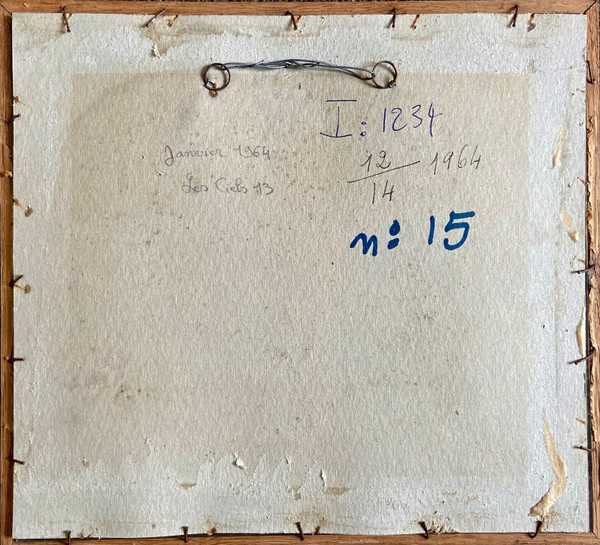 I: 1234
Janvier 1964
12/14 1964
Les Ciels 13
n: 15